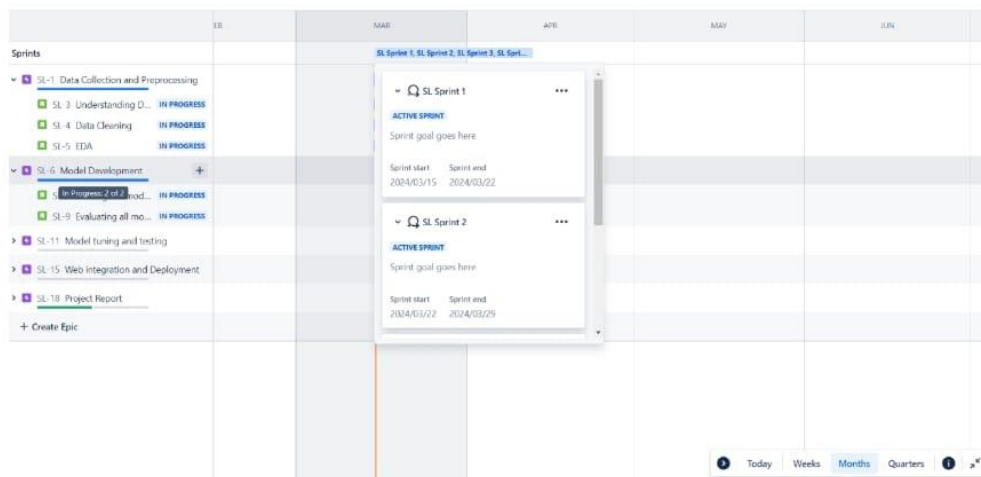 ER MAR APR MAY JUN
Sprints SL Sprint 1, SL Sprint 2, SL Sprint 3, SL Spri...
SL-1 Data Collection and Preprocessing
SL-3 Understanding D... IN PROGRESS
SL-4 Data Cleaning IN PROGRESS
SL-5 EDA IN PROGRESS
SL-6 Model Development +
In Progress: 2 of 2
S mod... IN PROGRESS
SL-9 Evaluating all mo... IN PROGRESS
SL-11 Model tuning and testing
SL-15 Web integration and Deployment
SL-18 Project Report
+ Create Epic
SL Sprint 1 •••
ACTIVE SPRINT
Sprint goal goes here
Sprint start Sprint end
2024/03/15 2024/03/22
SL Sprint 2 •••
ACTIVE SPRINT
Sprint goal goes here
Sprint start Sprint end
2024/03/22 2024/03/29
Today Weeks Months Quarters